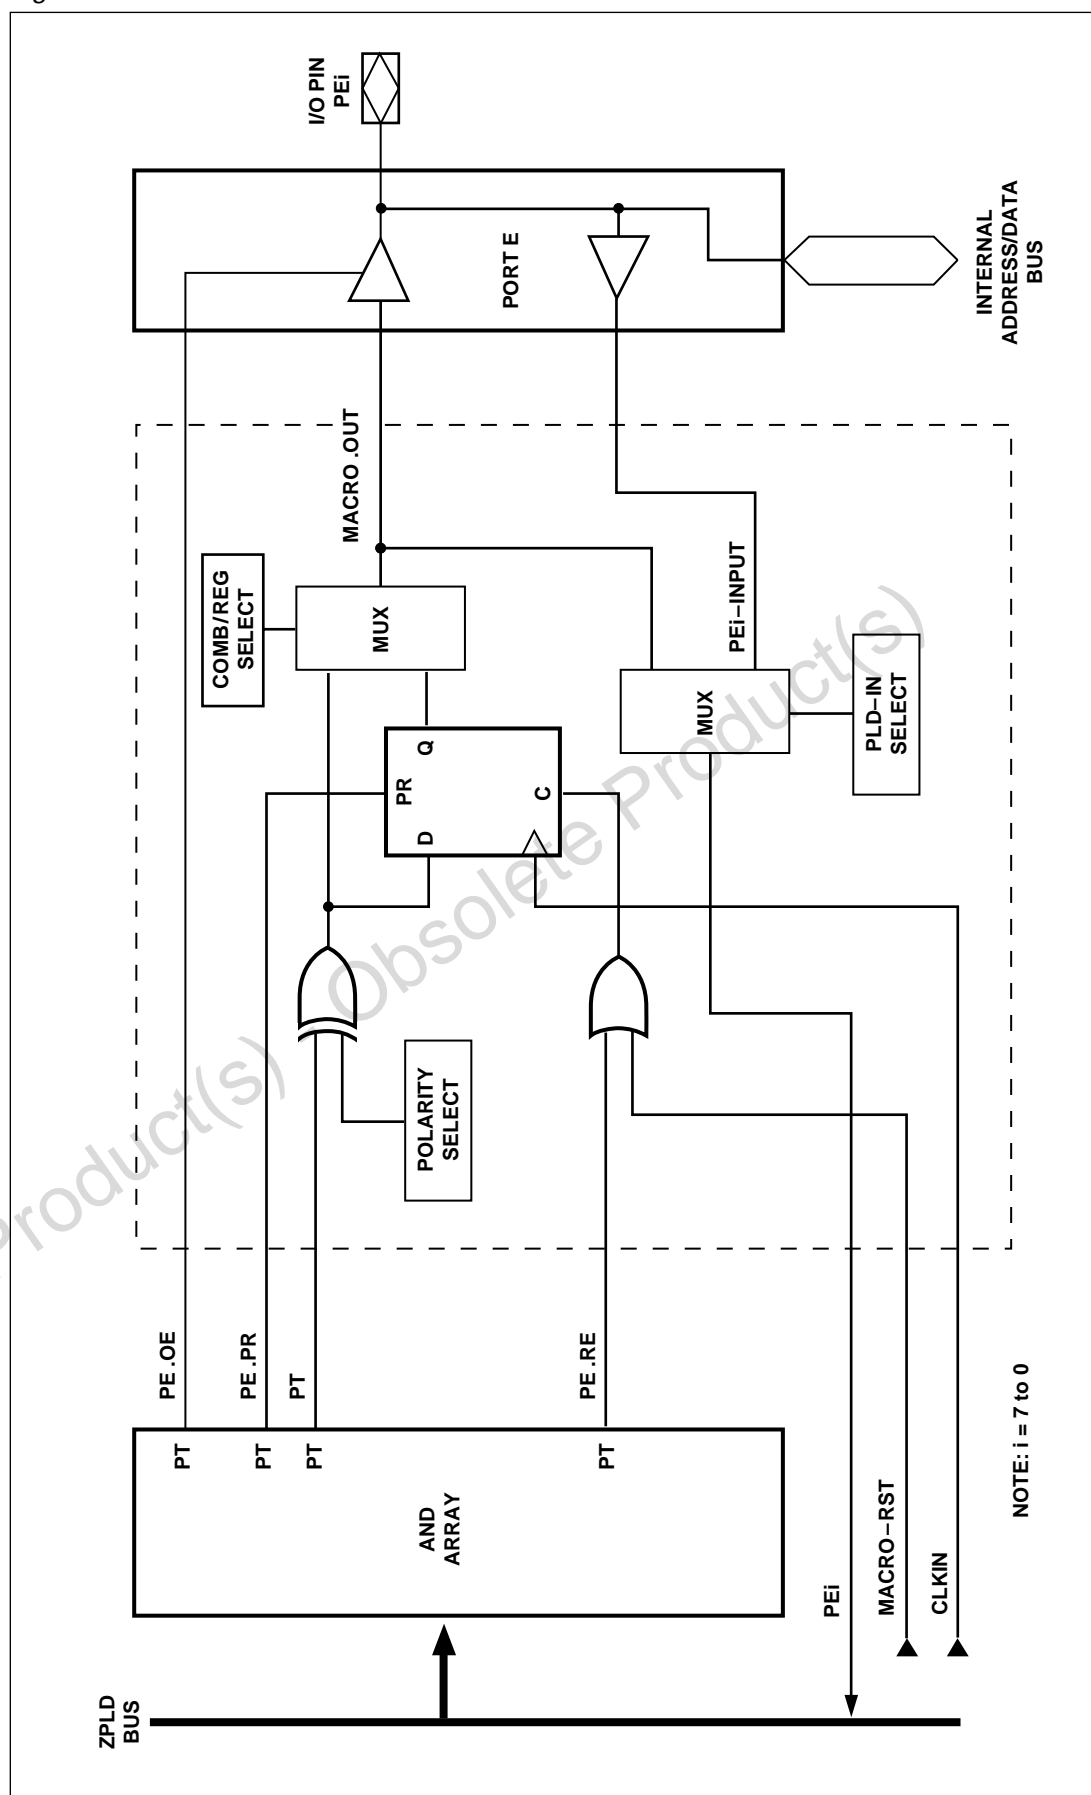 I/O PIN
PEi
PORT E
INTERNAL
ADDRESS/DATA
BUS
MACRO .OUT
COMB/REG
SELECT
MUX
PEi–INPUT
MUX
PLD–IN
SELECT
PR
Q
D
C
POLARITY
SELECT
PE .OE
PE .PR
PT
PE .RE
PT
PT
PT
PT
AND
ARRAY
PEi
MACRO–RST
CLKIN
ZPLD
BUS
NOTE: i = 7 to 0
Product(s) - Obsolete Product(s)